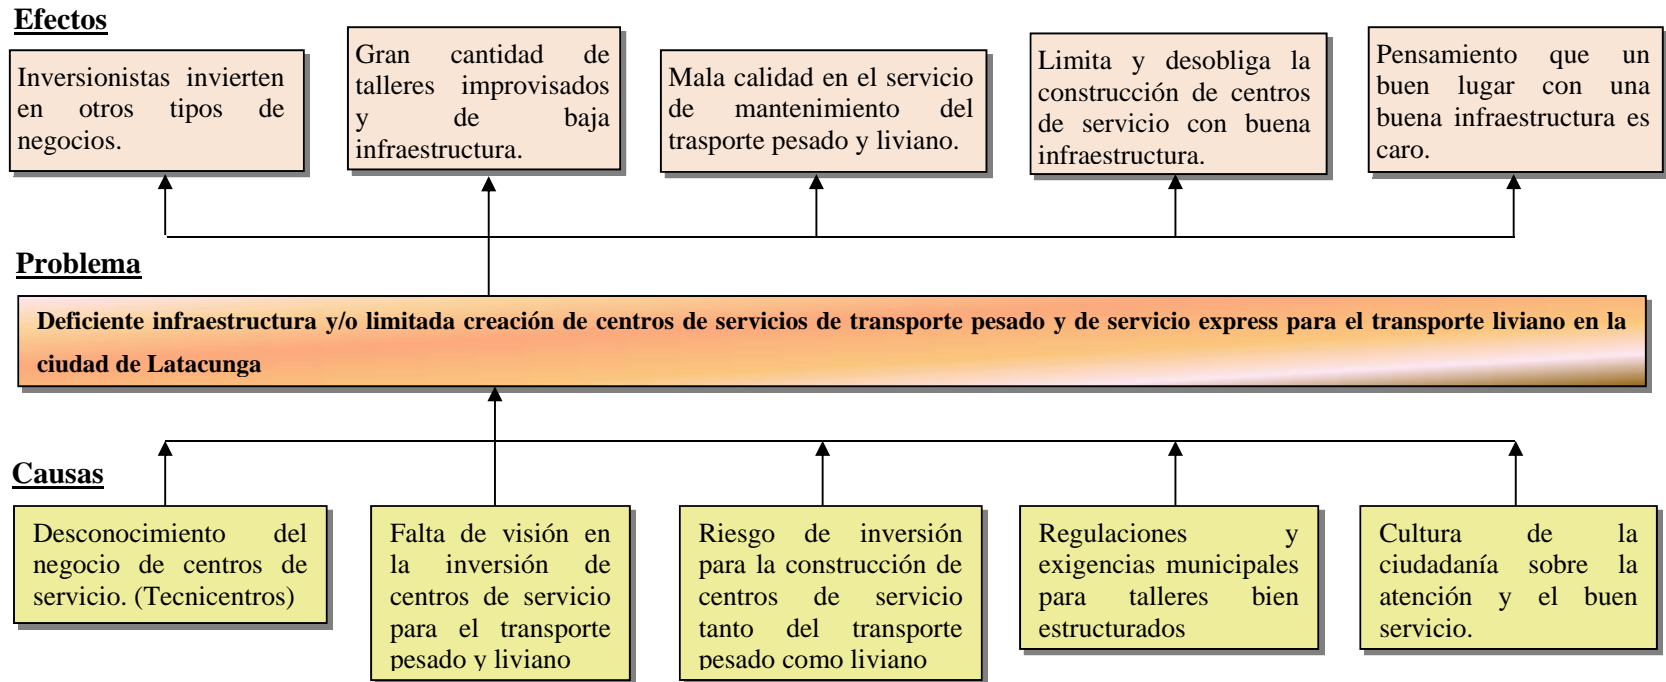 Efectos
Inversionistas invierten
en otros tipos de
negocios.
Gran cantidad de
talleres improvisados
y de baja
infraestructura.
Mala calidad en el servicio
de mantenimiento del
trasporte pesado y liviano.
Limita y desobliga la
construcción de centros
de servicio con buena
infraestructura.
Pensamiento que un
buen lugar con una
buena infraestructura es
caro.
Problema
Deficiente infraestructura y/o limitada creación de centros de servicios de transporte pesado y de servicio express para el transporte liviano en la
ciudad de Latacunga
Causas
Desconocimiento del
negocio de centros de
servicio. (Tecnicentros)
Falta de visión en
la inversión de
centros de servicio
para el transporte
pesado y liviano
Riesgo de inversión
para la construcción de
centros de servicio
tanto del transporte
pesado como liviano
Regulaciones y
exigencias municipales
para talleres bien
estructurados
Cultura de la
ciudadanía sobre la
atención y el buen
servicio.